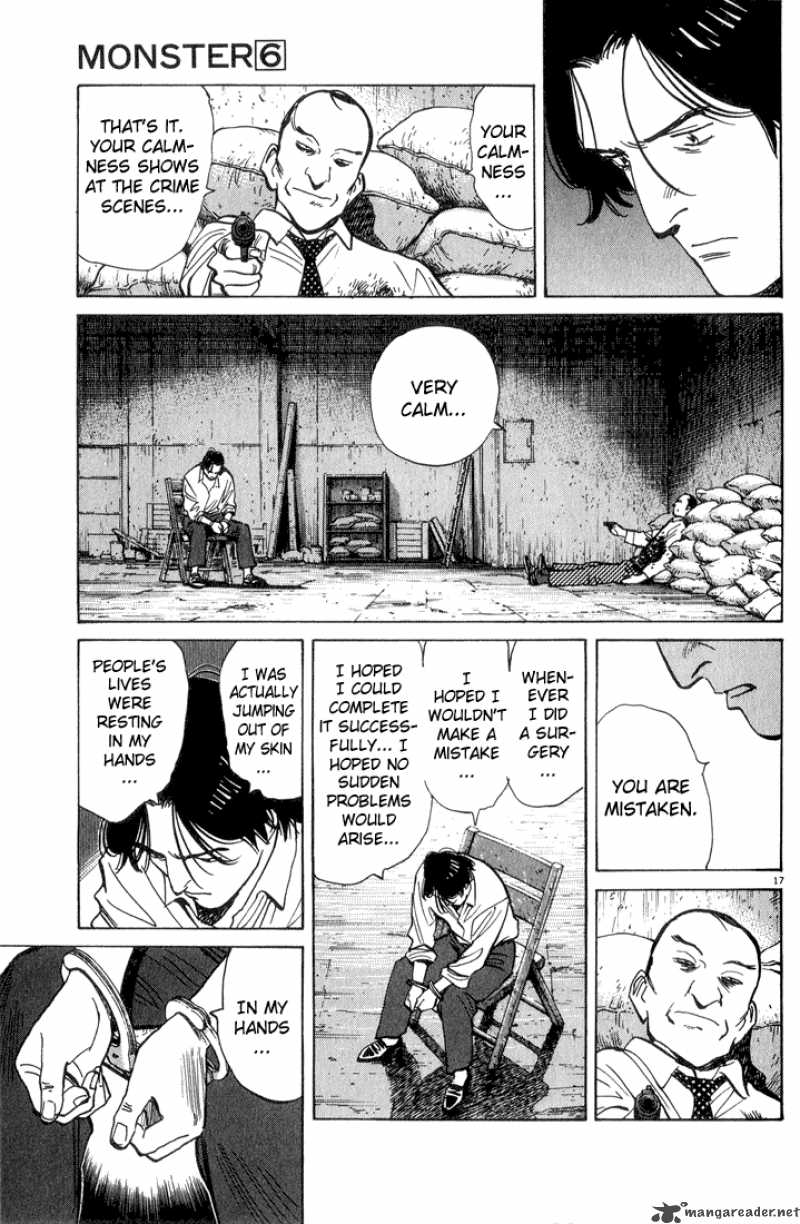 MONSTER 6
YOUR
CALM-
NESS
...
THAT'S IT.
YOUR CALM-
NESS SHOWS
AT THE CRIME
SCENES...
VERY
CALM...
YOU ARE
MISTAKEN.
17
WHEN-
EVER
I DID
A SUR-
GERY...
I
HOPED I
WOULDN'T
MAKE A
MISTAKE
...
I HOPED
I COULD
COMPLETE
IT SUCCESS-
FULLY... I
HOPED NO
SUDDEN
PROBLEMS
WOULD
ARISE...
I WAS
ACTUALLY
JUMPING
OUT OF
MY SKIN
...
PEOPLE'S
LIVES
WERE
RESTING
IN MY
HANDS
...
IN MY
HANDS
...
mangareader.net